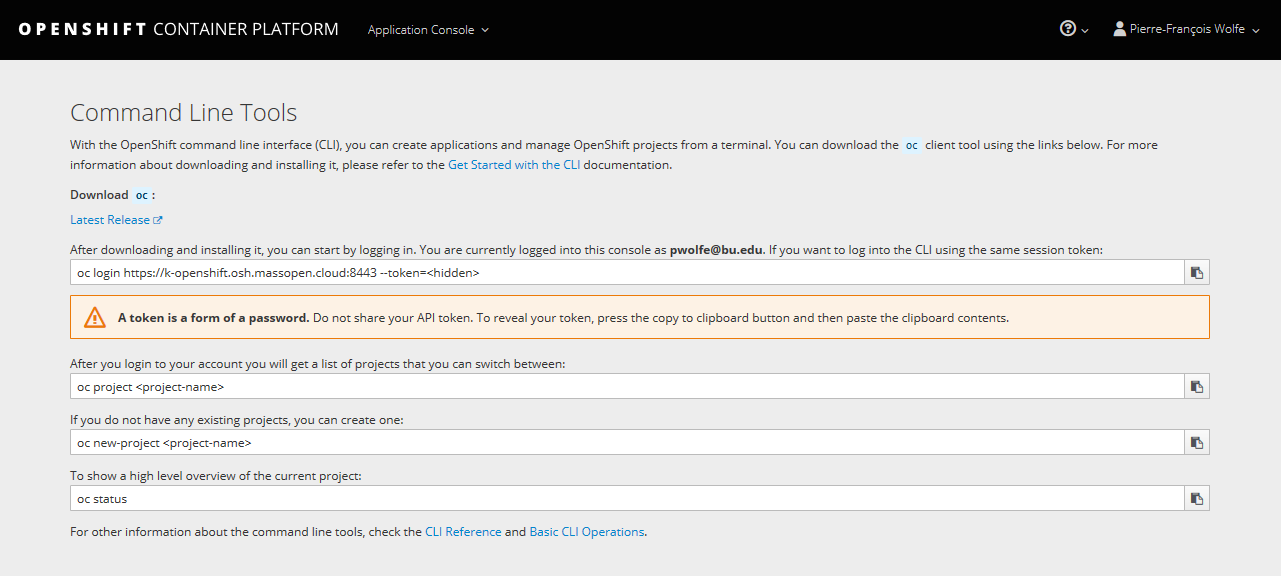 OPENSHIFT CONTAINER PLATFORM Application Console Pierre-François Wolfe
Command Line Tools
With the OpenShift command line interface (CLI), you can create applications and manage OpenShift projects from a terminal. You can download the oc client tool using the links below. For more
information about downloading and installing it, please refer to the Get Started with the CLI documentation.
Download oc :
Latest Release
After downloading and installing it, you can start by logging in. You are currently logged into this console as pwolfe@bu.edu. If you want to log into the CLI using the same session token:
oc login https://k-openshift.osh.massopen.cloud:8443 --token=<hidden>
A token is a form of a password. Do not share your API token. To reveal your token, press the copy to clipboard button and then paste the clipboard contents.
After you login to your account you will get a list of projects that you can switch between:
oc project <project-name>
If you do not have any existing projects, you can create one:
oc new-project <project-name>
To show a high level overview of the current project:
oc status
For other information about the command line tools, check the CLI Reference and Basic CLI Operations.